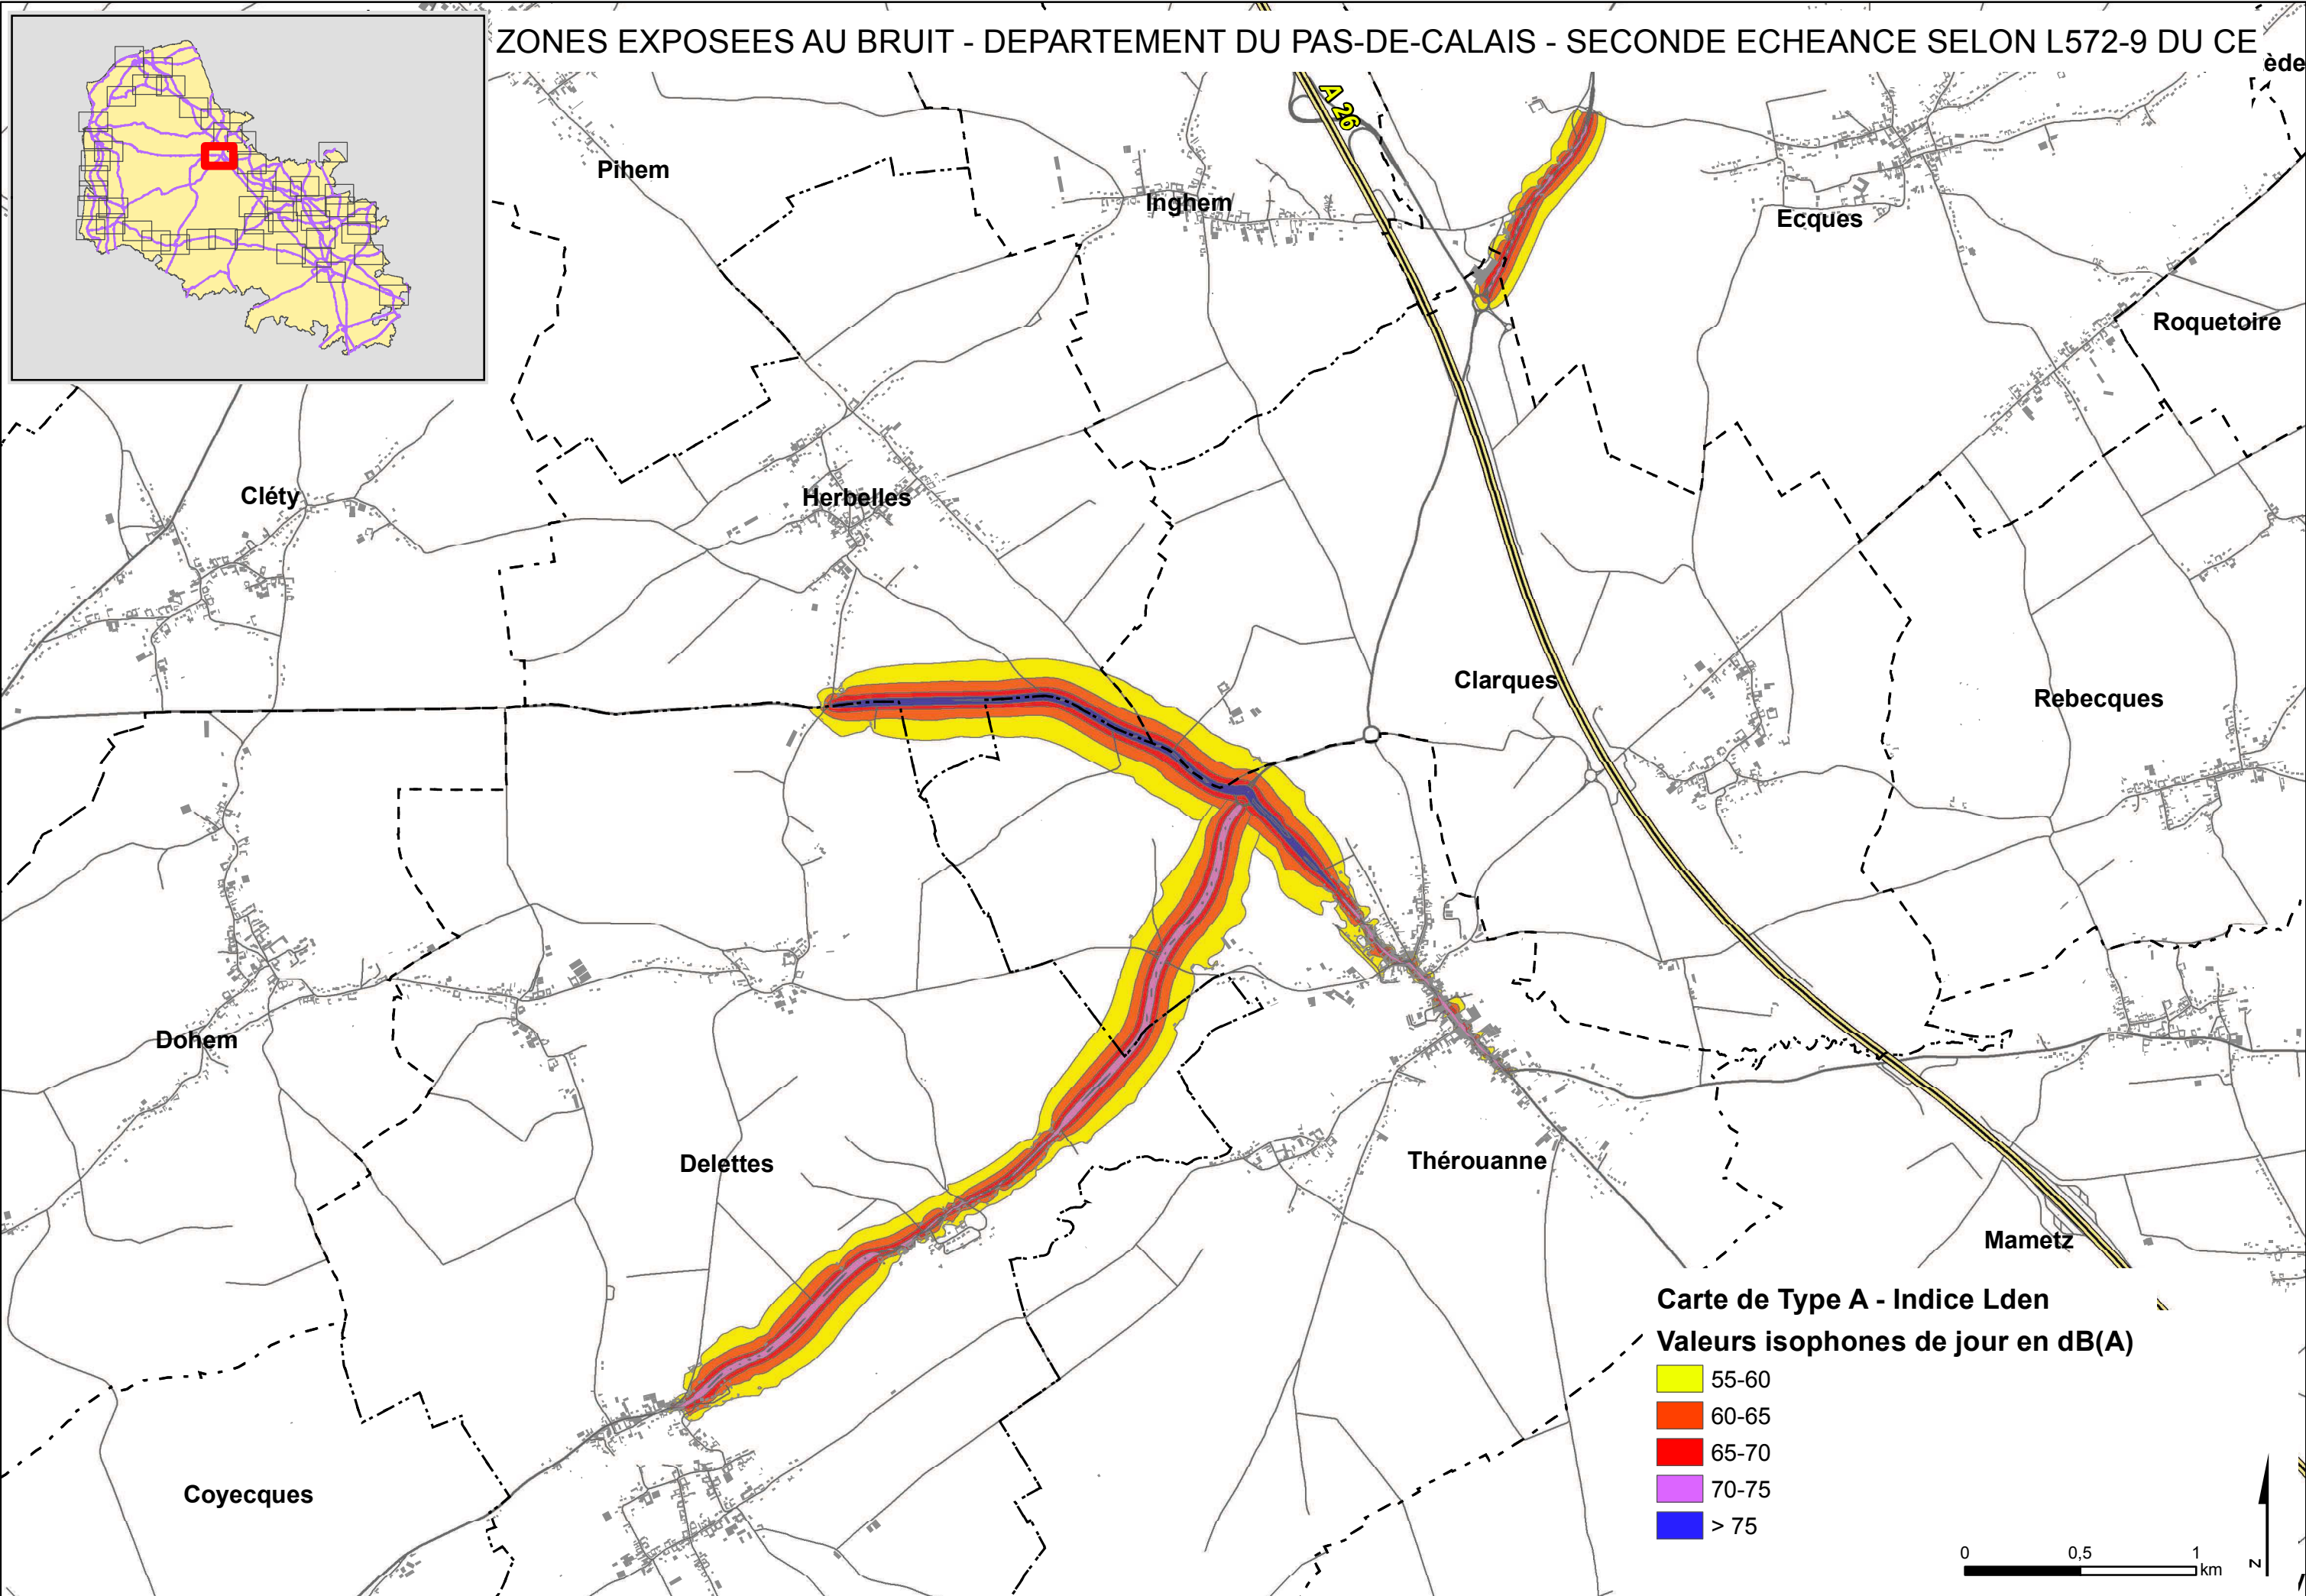 ZONES EXPOSEES AU BRUIT - DEPARTEMENT DU PAS-DE-CALAIS - SECONDE ECHEANCE SELON L572-9 DU CE
ède
A 26
Pihem
Inghem
Ecques
Roquetoire
Cléty
Herbelles
Clarques
Rebecques
Dohem
Delettes
Thérouanne
Mametz
Coyecques
Carte de Type A - Indice Lden
Valeurs isophones de jour en dB(A)
55-60
60-65
65-70
70-75
> 75
0 0,5 1
km
N